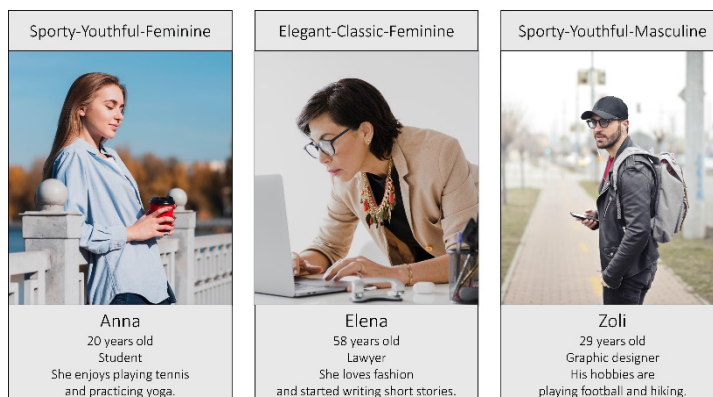 Sporty-Youthful-Feminine
Anna
20 years old
Student
She enjoys playing tennis
and practicing yoga.
Elegant-Classic-Feminine
Elena
58 years old
Lawyer
She loves fashion
and started writing short stories.
Sporty-Youthful-Masculine
Zoli
29 years old
Graphic designer
His hobbies are
playing football and hiking.